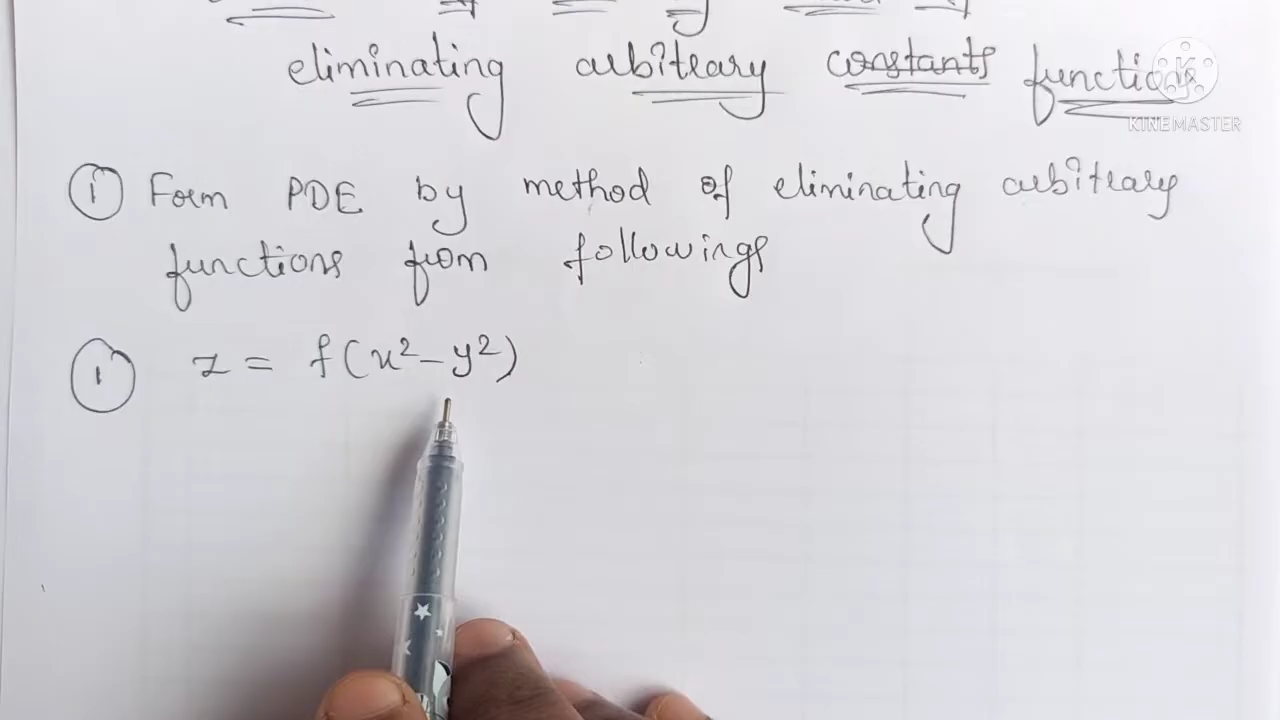 eliminating arbitrary constants functions
KINEMASTER
① Form PDE by method of eliminating arbitrary
functions from followings
① z = f(x² - y²)